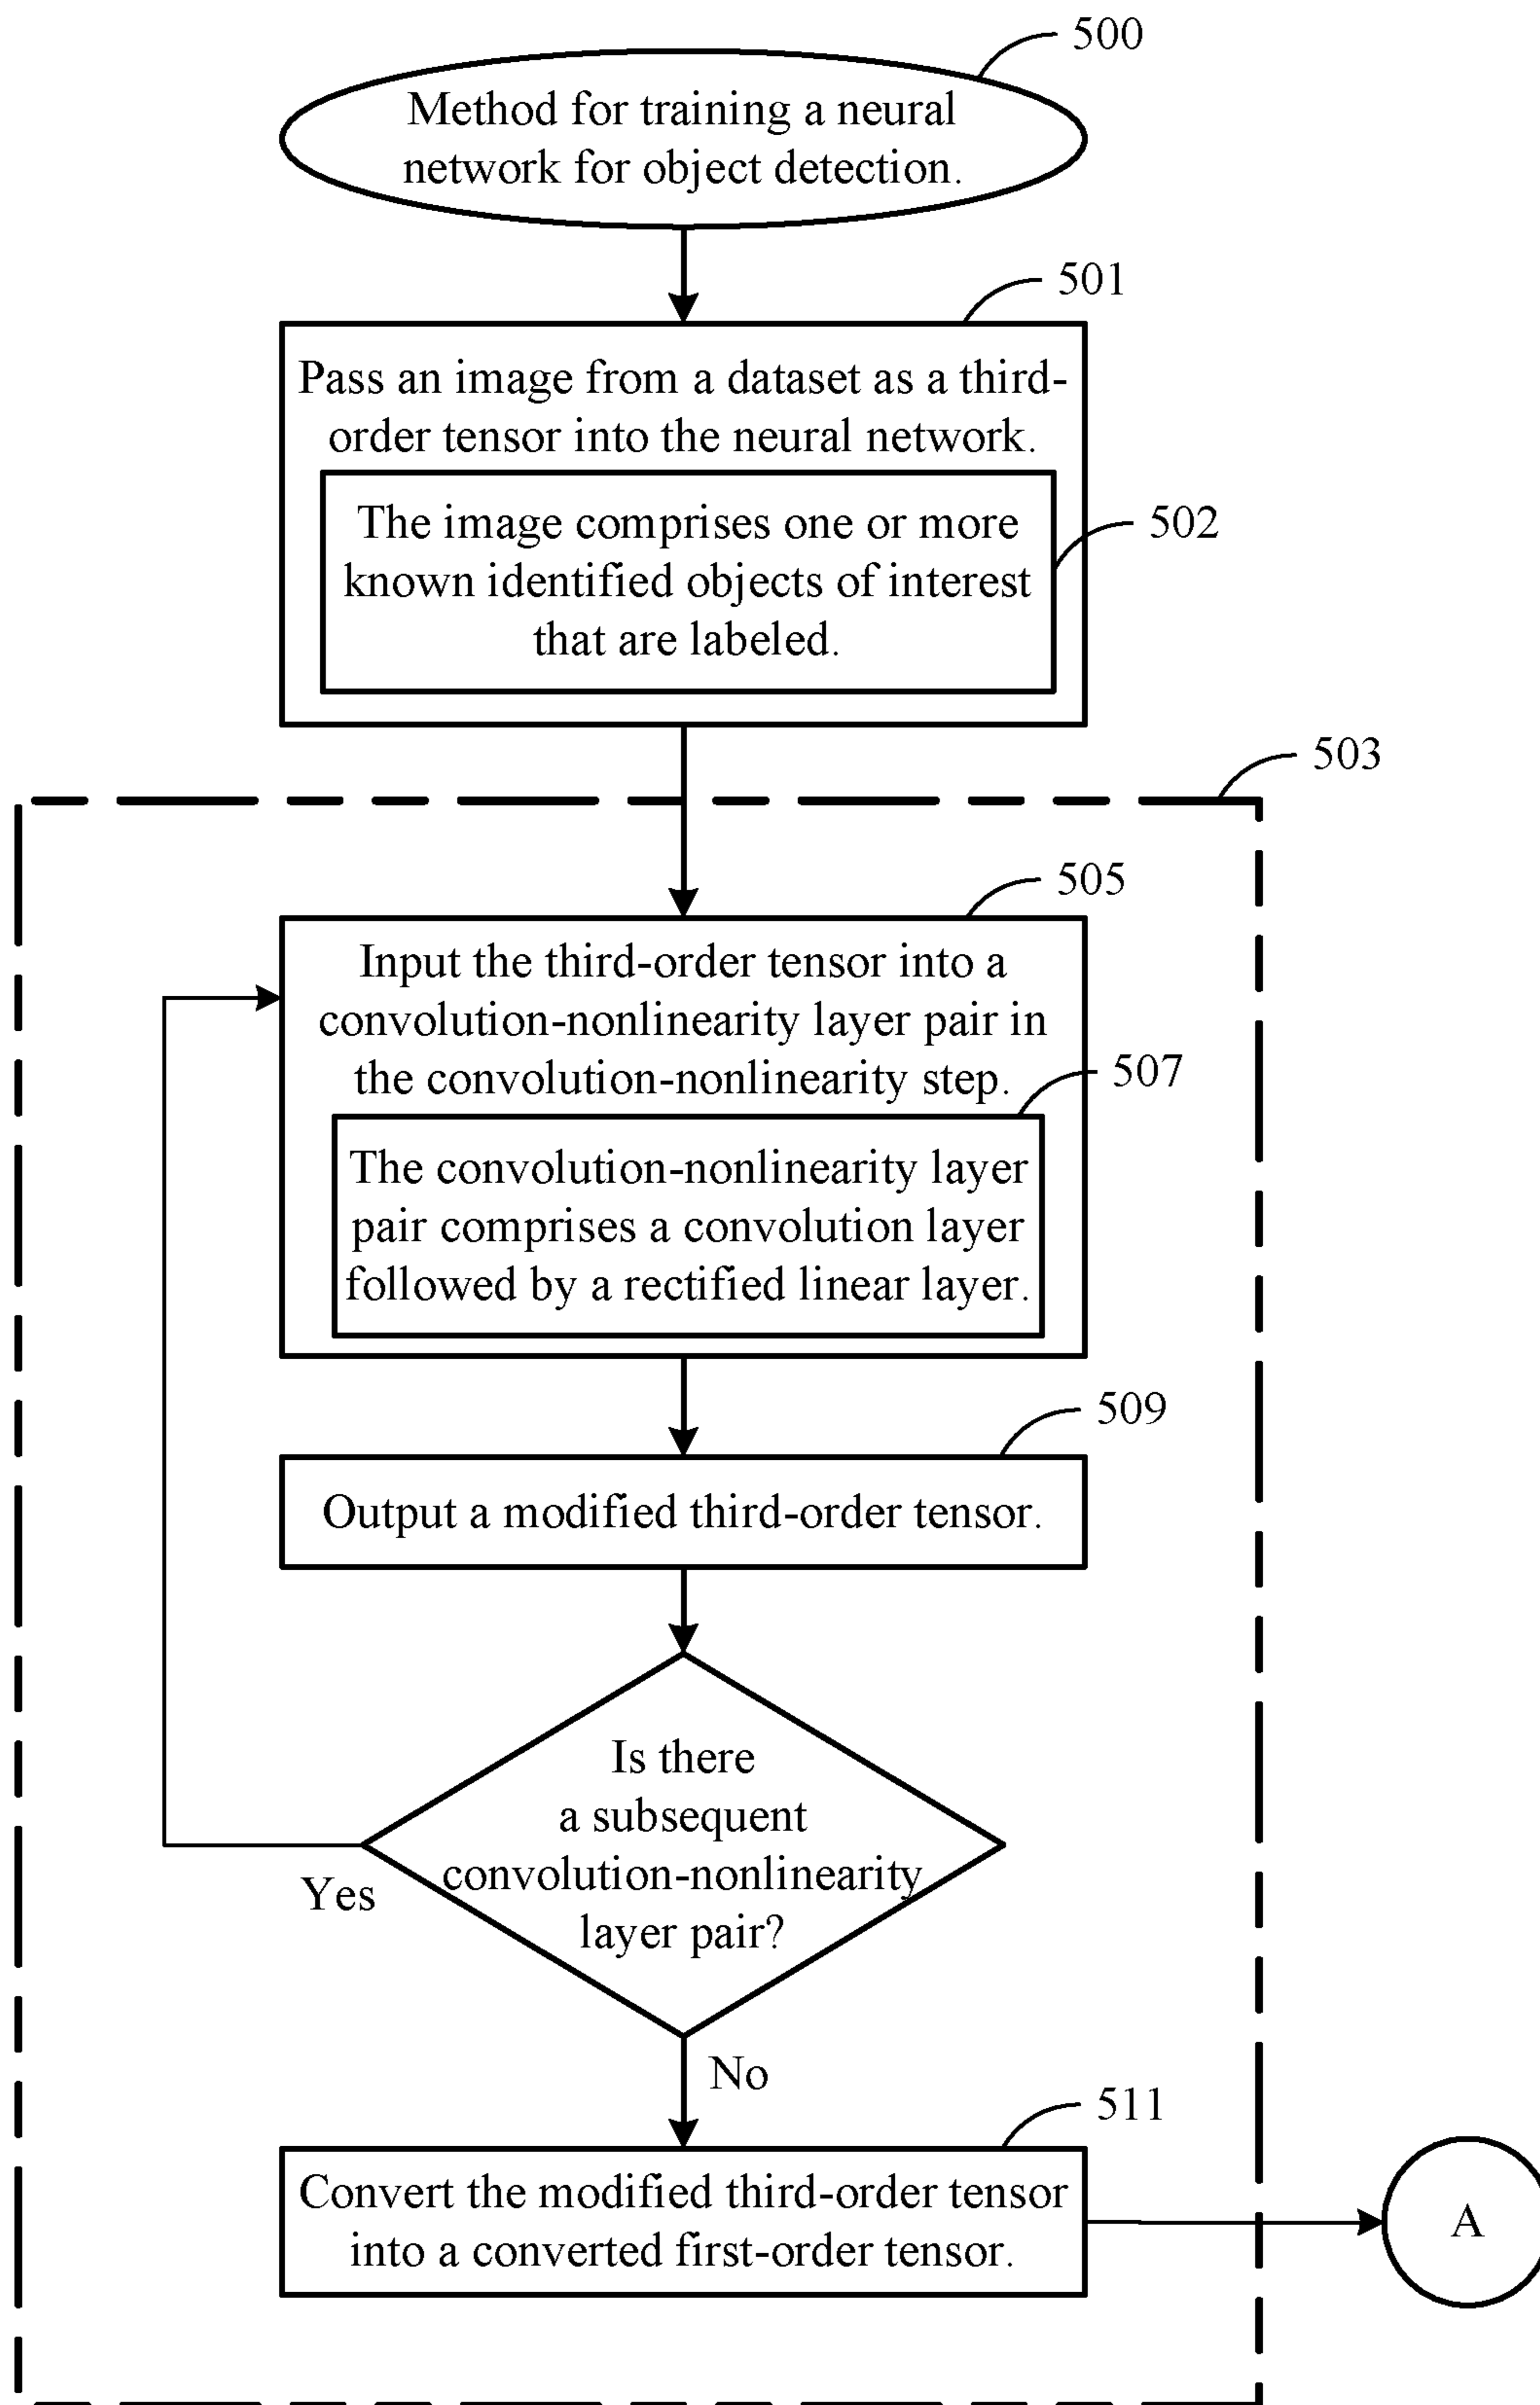 500
Method for training a neural
network for object detection.
501
Pass an image from a dataset as a third-
order tensor into the neural network.
The image comprises one or more
known identified objects of interest
that are labeled.
502
503
505
Input the third-order tensor into a
convolution-nonlinearity layer pair in
the convolution-nonlinearity step.
507
The convolution-nonlinearity layer
pair comprises a convolution layer
followed by a rectified linear layer.
509
Output a modified third-order tensor.
Is there
a subsequent
convolution-nonlinearity
layer pair?
Yes
No
511
Convert the modified third-order tensor
into a converted first-order tensor.
A